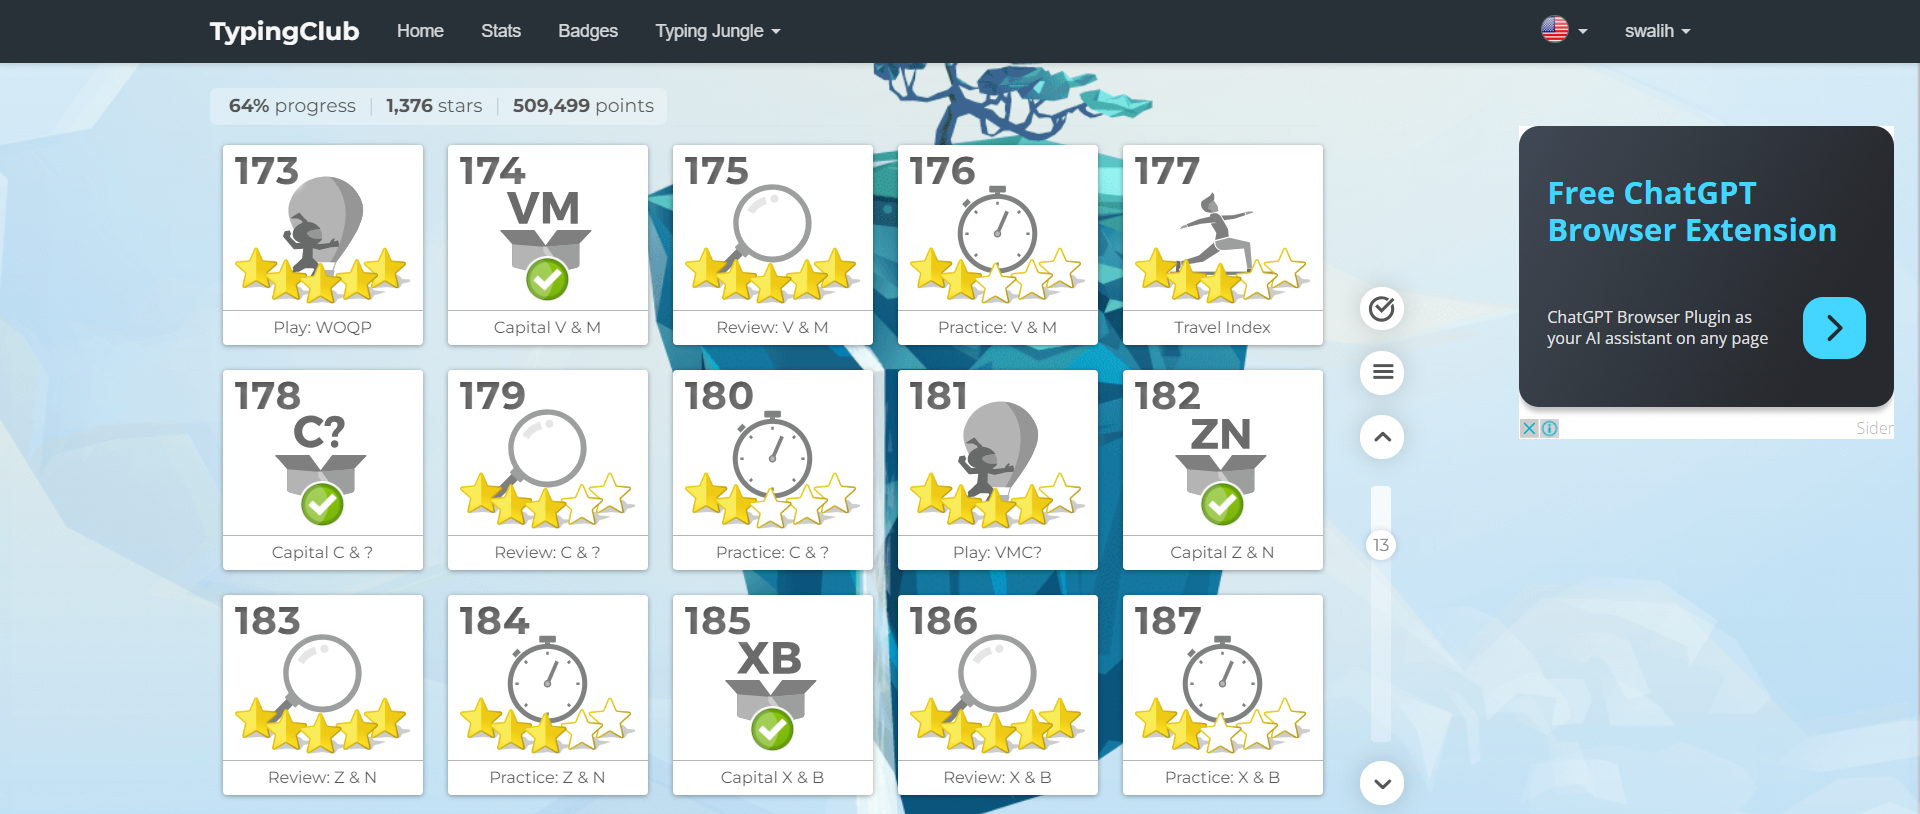 TypingClub Home Stats Badges Typing Jungle swalih
64% progress 1,376 stars 509,499 points
173
Play: WOQP
174
VM
Capital V & M
175
Review: V & M
176
Practice: V & M
177
Travel Index
178
C?
Capital C & ?
179
Review: C & ?
180
Practice: C & ?
181
Play: VMC?
182
ZN
Capital Z & N
183
Review: Z & N
184
Practice: Z & N
185
XB
Capital X & B
186
Review: X & B
187
Practice: X & B
13
Free ChatGPT
Browser Extension
ChatGPT Browser Plugin as
your AI assistant on any page
Sider